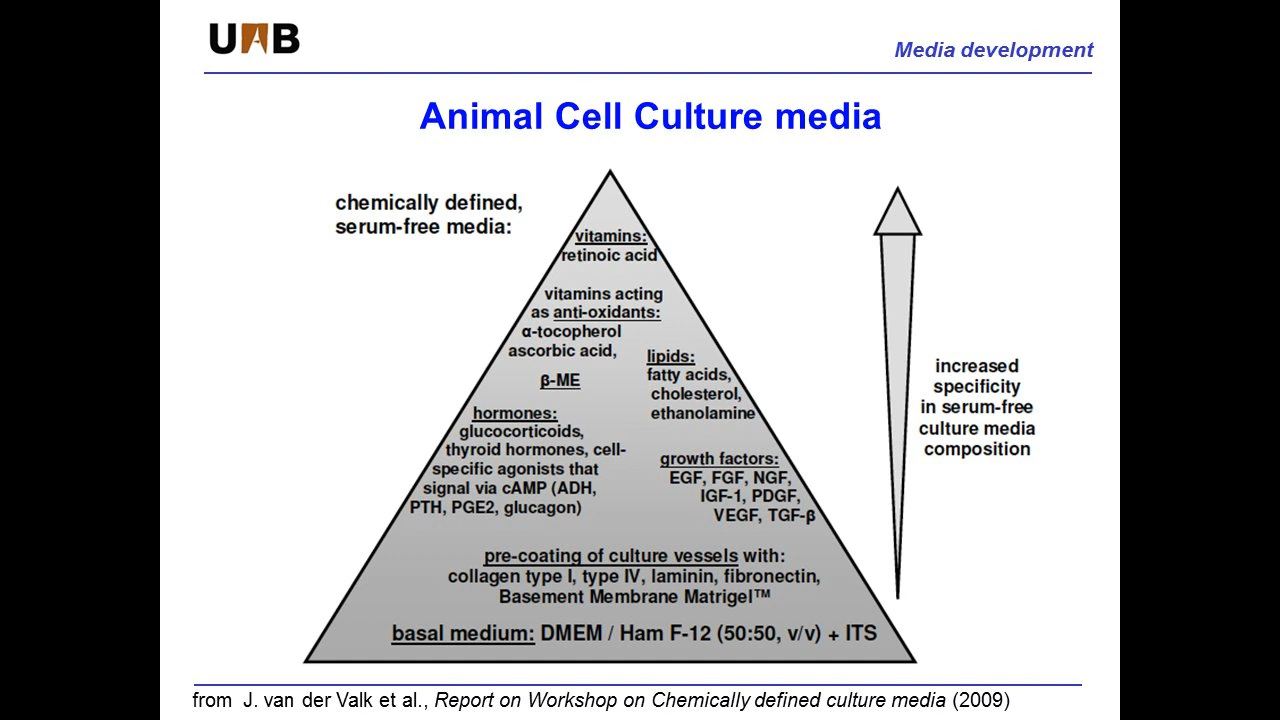 UAB
Media development
Animal Cell Culture media
chemically defined,
serum-free media:
vitamins:
retinoic acid
vitamins acting
as anti-oxidants:
α-tocopherol
ascorbic acid,
β-ME
lipids:
fatty acids,
cholesterol,
ethanolamine
hormones:
glucocorticoids,
thyroid hormones, cell-
specific agonists that
signal via cAMP (ADH,
PTH, PGE2, glucagon)
growth factors:
EGF, FGF, NGF,
IGF-1, PDGF,
VEGF, TGF-β
pre-coating of culture vessels with:
collagen type I, type IV, laminin, fibronectin,
Basement Membrane Matrigel™
basal medium: DMEM / Ham F-12 (50:50, v/v) + ITS
increased
specificity
in serum-free
culture media
composition
from J. van der Valk et al., Report on Workshop on Chemically defined culture media (2009)